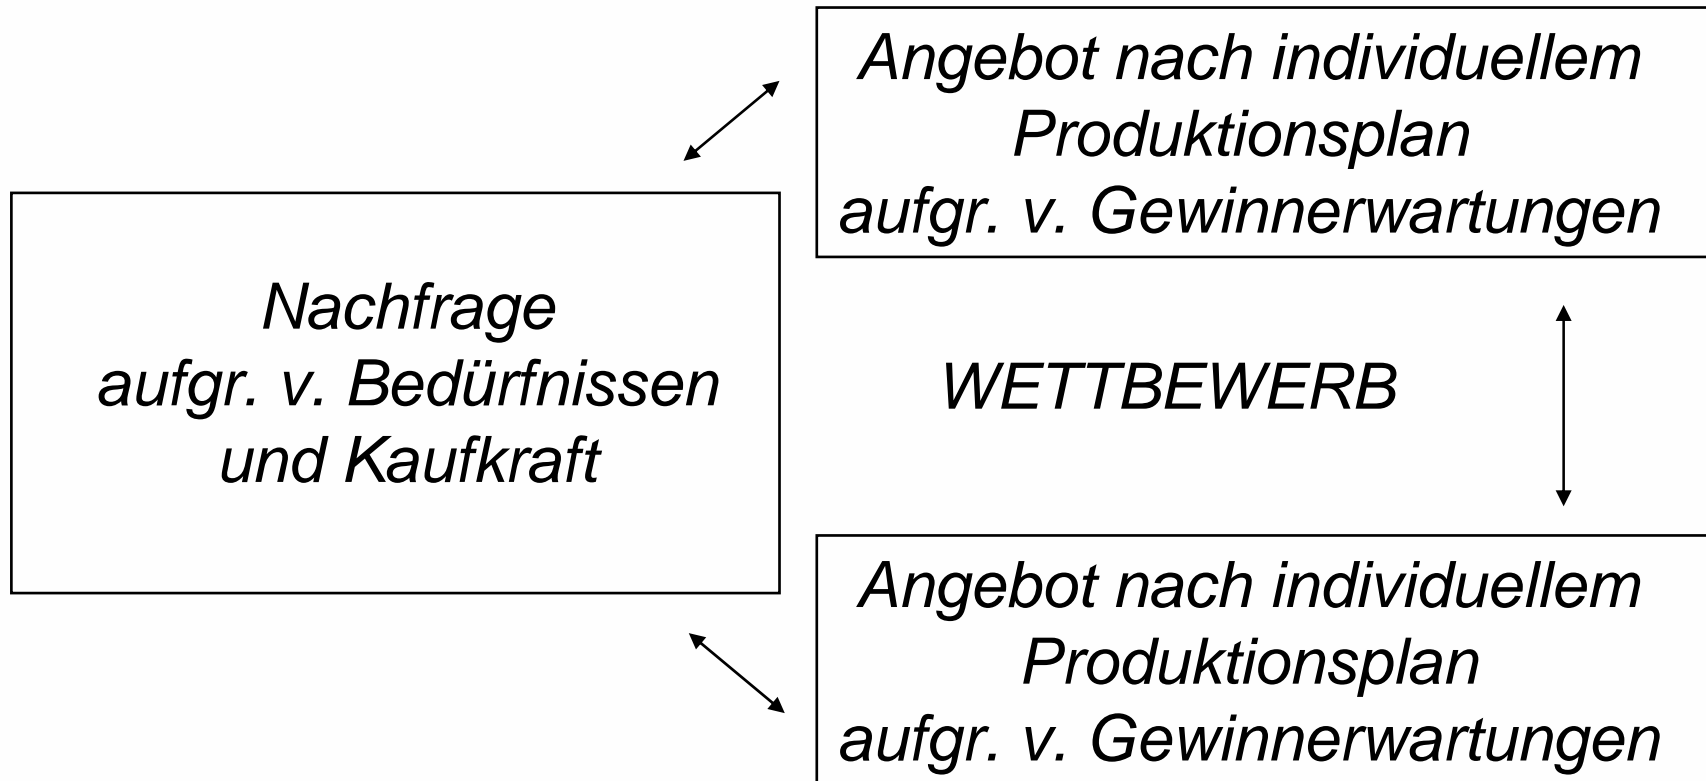 Angebot nach individuellem
Produktionsplan
aufgr. v. Gewinnerwartungen
Nachfrage
aufgr. v. Bedürfnissen
und Kaufkraft
WETTBEWERB
Angebot nach individuellem
Produktionsplan
aufgr. v. Gewinnerwartungen